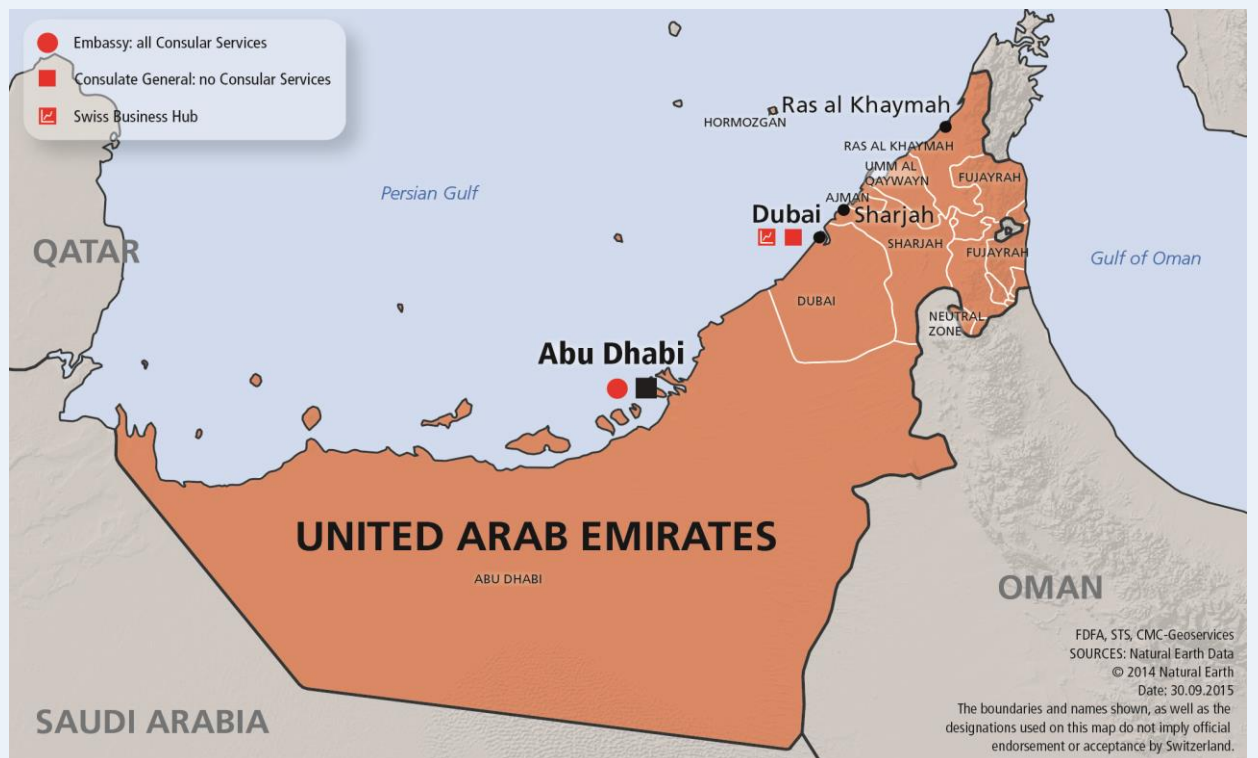 Embassy: all Consular Services
Consulate General: no Consular Services
Swiss Business Hub
Ras al Khaymah
HORMOZGAN
RAS AL KHAYMAH
UMM AL
QAYWAYN
FUJAYRAH
Persian Gulf
AJMAN
Dubai
Sharjah
QATAR
SHARJAH
FUJAYRAH
Gulf of Oman
DUBAI
NEUTRAL
ZONE
Abu Dhabi
UNITED ARAB EMIRATES
ABU DHABI
OMAN
SAUDI ARABIA
FDFA, STS, CMC-Geoservices
SOURCES: Natural Earth Data
© 2014 Natural Earth
Date: 30.09.2015
The boundaries and names shown, as well as the
designations used on this map do not imply official
endorsement or acceptance by Switzerland.